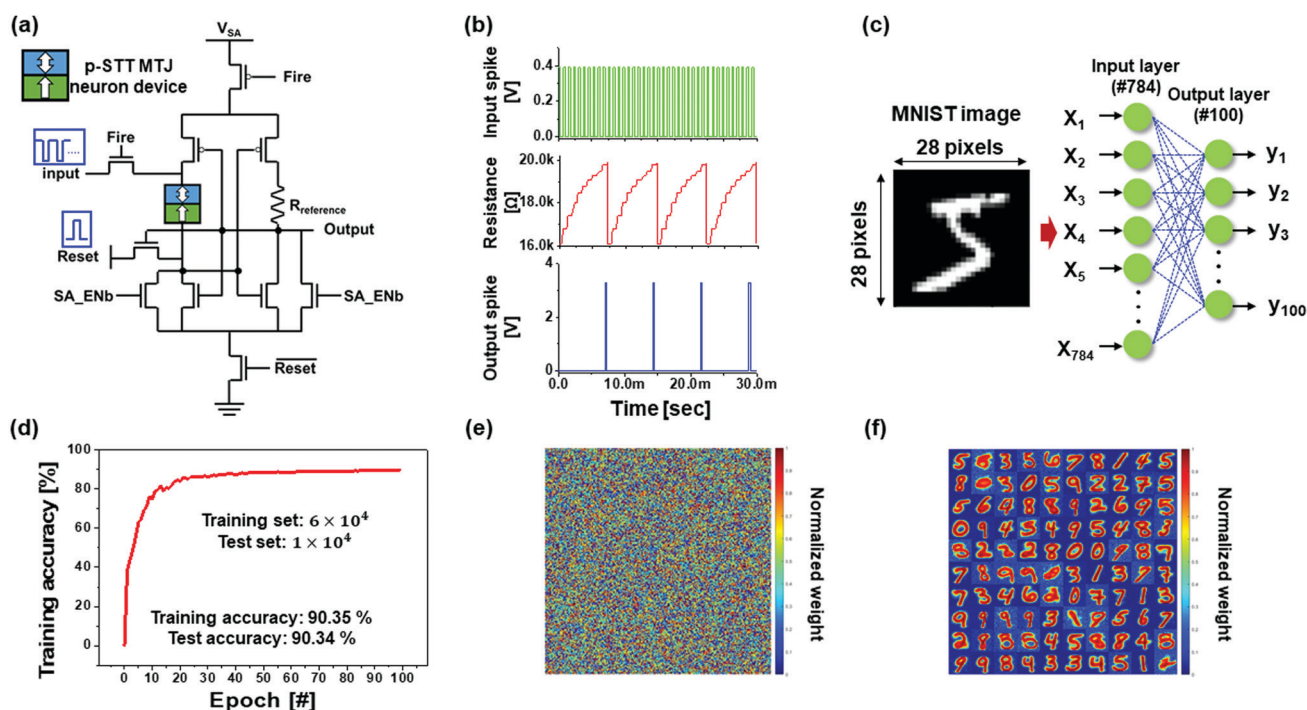 (a)
V_SA
p-STT MTJ
neuron device
Fire
Fire
input
R_reference
Output
Reset
SA_ENb
SA_ENb
Reset
(b)
Input spike
[V]
0.4
0.2
0.0
Resistance
[Ω]
20.0k
18.0k
16.0k
Output spike
[V]
4
2
0
0.0
10.0m
20.0m
30.0m
Time [sec]
(c)
MNIST image
28 pixels
28 pixels
Input layer
(#784)
Output layer
(#100)
X1
X2
X3
X4
X5
X784
y1
y2
y3
y100
(d)
Training accuracy [%]
100
80
60
40
20
0
Training set: 6 × 10⁴
Test set: 1 × 10⁴
Training accuracy: 90.35 %
Test accuracy: 90.34 %
0 10 20 30 40 50 60 70 80 90 100
Epoch [#]
(e)
Normalized weight
(f)
Normalized weight